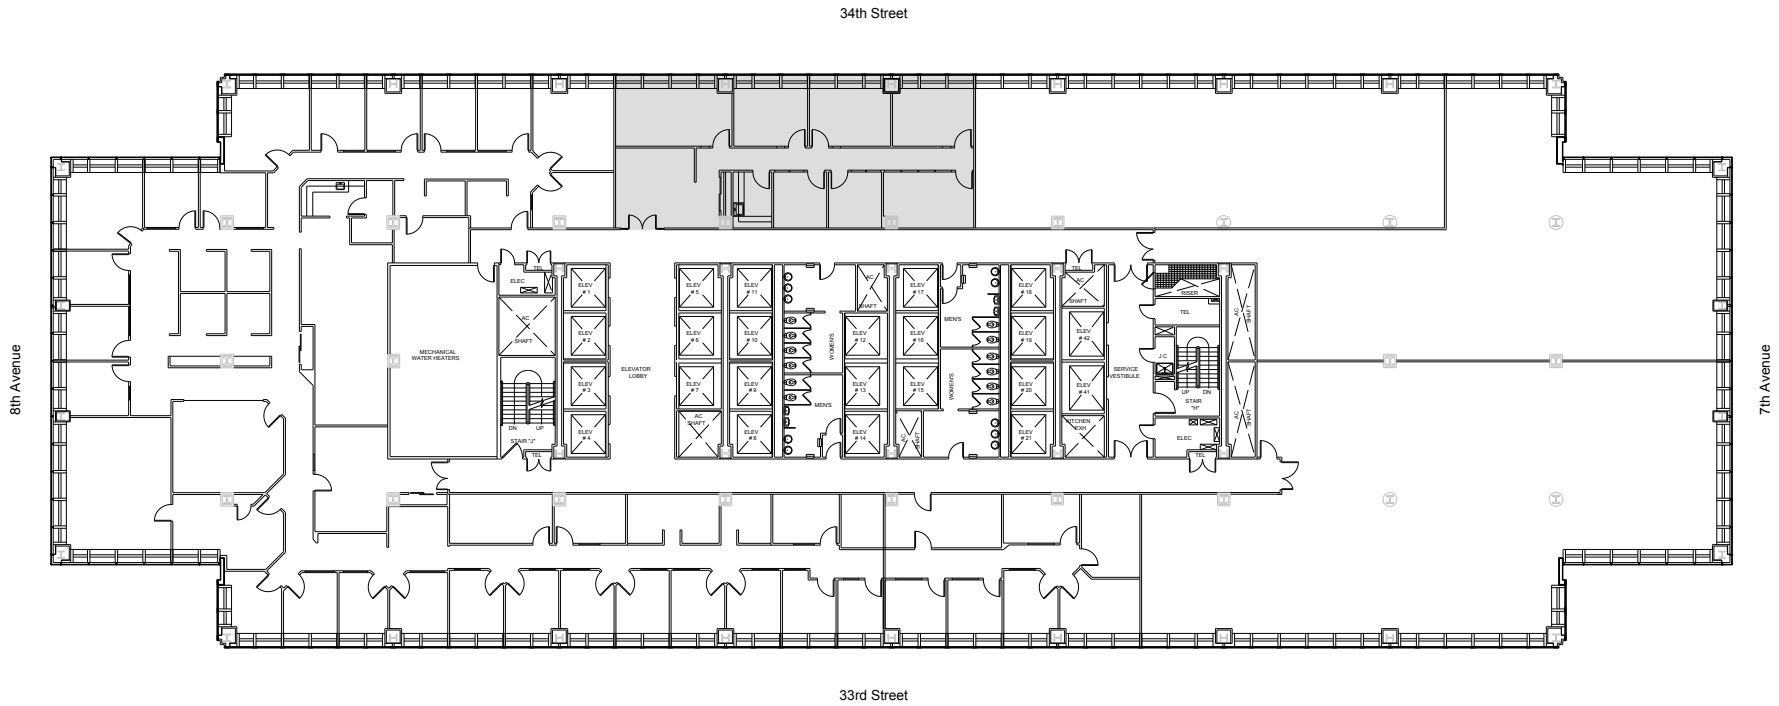 34th Street
8th Avenue
7th Avenue
TEL
ELEC
AC
SHAFT
MECHANICAL
WATER HEATERS
DN
UP
STAIR "J"
TEL
ELEV
# 1
ELEV
# 2
ELEV
# 3
ELEV
# 4
ELEVATOR
LOBBY
ELEV
# 5
ELEV
# 6
ELEV
# 7
AC
SHAFT
ELEV
# 11
ELEV
# 10
ELEV
# 9
ELEV
# 8
WOMEN'S
MEN'S
AC
SHAFT
ELEV
# 12
ELEV
# 13
ELEV
# 14
ELEV
# 17
ELEV
# 16
ELEV
# 15
AC
SHAFT
MEN'S
WOMEN'S
ELEV
# 18
ELEV
# 19
ELEV
# 20
ELEV
# 21
TEL
AC
SHAFT
ELEV
# 42
ELEV
# 41
KITCHEN
EXH
SERVICE
VESTIBULE
RISER
TEL
J.C
UP
DN
STAIR
"H"
ELEC
TEL
AC
SHAFT
AC
SHAFT
33rd Street